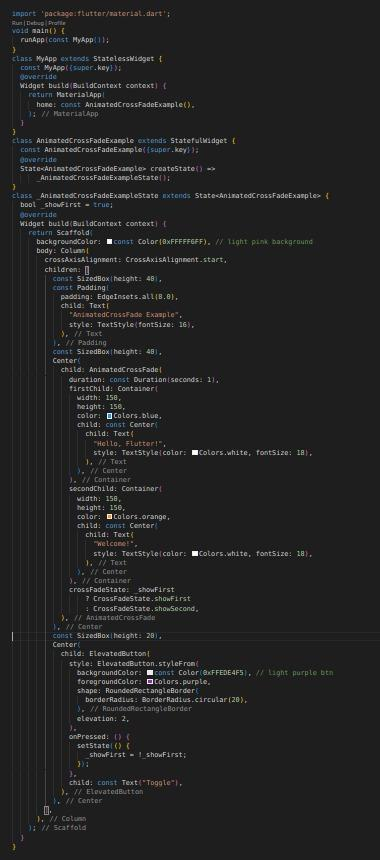 import 'package:flutter/material.dart';
Run | Debug | Profile
void main() {
  runApp(const MyApp());
}
class MyApp extends StatelessWidget {
  const MyApp({super.key});
  @override
  Widget build(BuildContext context) {
    return MaterialApp(
      home: const AnimatedCrossFadeExample(),
    ); // MaterialApp
  }
}
class AnimatedCrossFadeExample extends StatefulWidget {
  const AnimatedCrossFadeExample({super.key});
  @override
  State<AnimatedCrossFadeExample> createState() =>
      _AnimatedCrossFadeExampleState();
}
class _AnimatedCrossFadeExampleState extends State<AnimatedCrossFadeExample> {
  bool _showFirst = true;
  @override
  Widget build(BuildContext context) {
    return Scaffold(
      backgroundColor: const Color(0xFFFFF6FF), // light pink background
      body: Column(
        crossAxisAlignment: CrossAxisAlignment.start,
        children: [
          const SizedBox(height: 40),
          const Padding(
            padding: EdgeInsets.all(8.0),
            child: Text(
              "AnimatedCrossFade Example",
              style: TextStyle(fontSize: 16),
            ), // Text
          ), // Padding
          const SizedBox(height: 40),
          Center(
            child: AnimatedCrossFade(
              duration: const Duration(seconds: 1),
              firstChild: Container(
                width: 150,
                height: 150,
                color: Colors.blue,
                child: const Center(
                  child: Text(
                    "Hello, Flutter!",
                    style: TextStyle(color: Colors.white, fontSize: 18),
                  ), // Text
                ), // Center
              ), // Container
              secondChild: Container(
                width: 150,
                height: 150,
                color: Colors.orange,
                child: const Center(
                  child: Text(
                    "Welcome!",
                    style: TextStyle(color: Colors.white, fontSize: 18),
                  ), // Text
                ), // Center
              ), // Container
              crossFadeState: _showFirst
                  ? CrossFadeState.showFirst
                  : CrossFadeState.showSecond,
            ), // AnimatedCrossFade
          ), // Center
          const SizedBox(height: 20),
          Center(
            child: ElevatedButton(
              style: ElevatedButton.styleFrom(
                backgroundColor: const Color(0xFFEDE4F5), // light purple btn
                foregroundColor: Colors.purple,
                shape: RoundedRectangleBorder(
                  borderRadius: BorderRadius.circular(20),
                ), // RoundedRectangleBorder
                elevation: 2,
              ),
              onPressed: () {
                setState(() {
                  _showFirst = !_showFirst;
                });
              },
              child: const Text("Toggle"),
            ), // ElevatedButton
          ), // Center
        ],
      ), // Column
    ); // Scaffold
  }
}